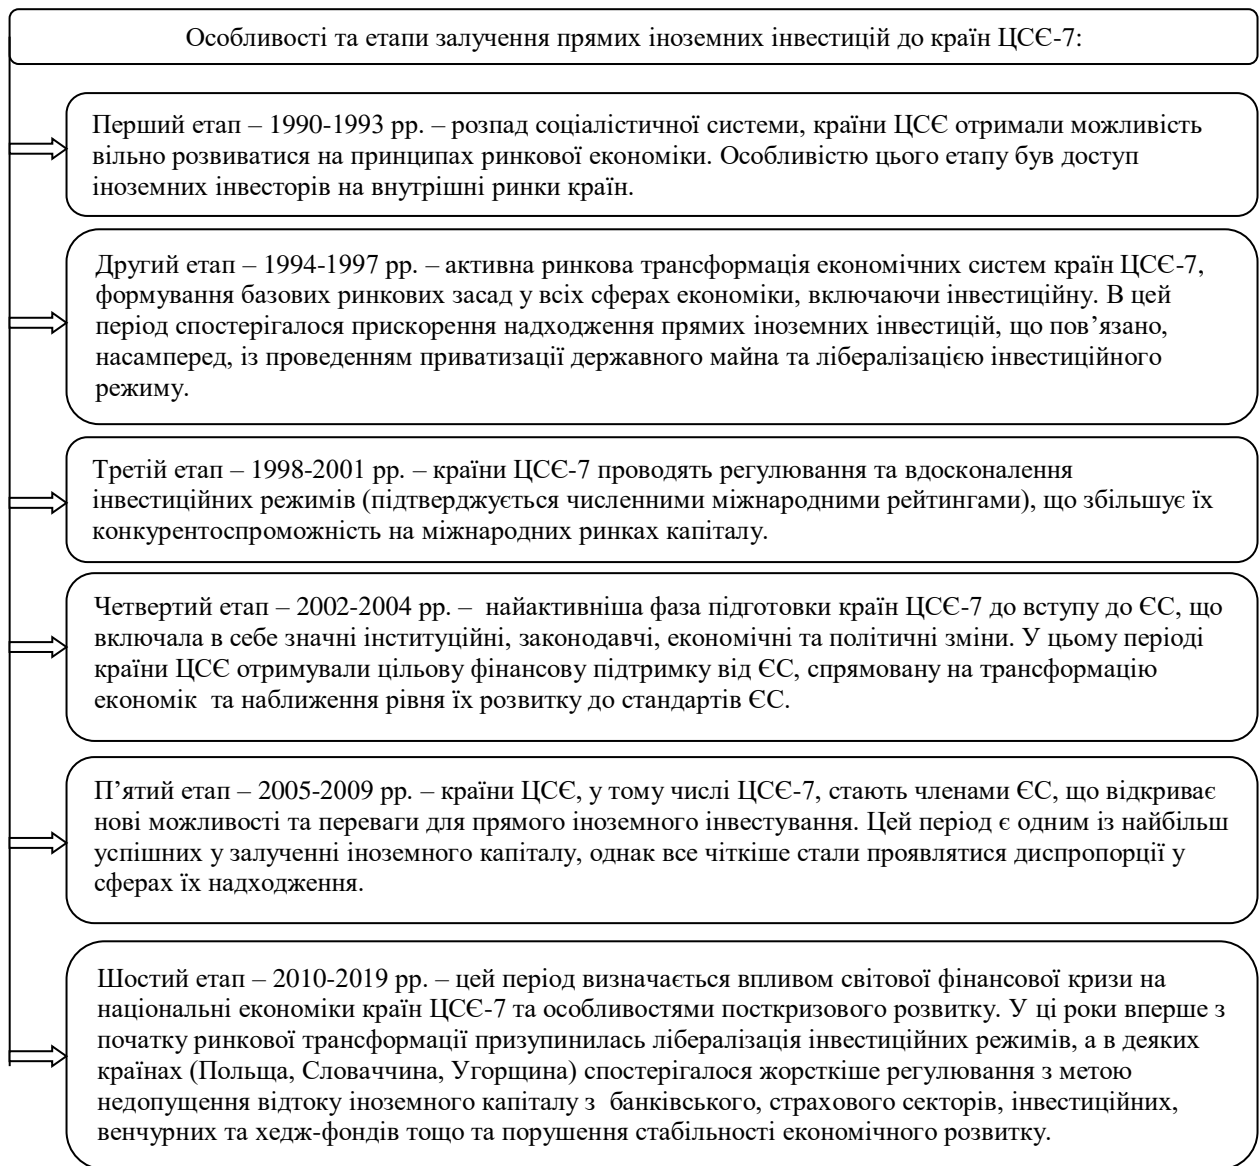 Особливості та етапи залучення прямих іноземних інвестицій до країн ЦСЄ-7:
Перший етап – 1990-1993 рр. – розпад соціалістичної системи, країни ЦСЄ отримали можливість
вільно розвиватися на принципах ринкової економіки. Особливістю цього етапу був доступ
іноземних інвесторів на внутрішні ринки країн.
Другий етап – 1994-1997 рр. – активна ринкова трансформація економічних систем країн ЦСЄ-7,
формування базових ринкових засад у всіх сферах економіки, включаючи інвестиційну. В цей
період спостерігалося прискорення надходження прямих іноземних інвестицій, що пов’язано,
насамперед, із проведенням приватизації державного майна та лібералізацією інвестиційного
режиму.
Третій етап – 1998-2001 рр. – країни ЦСЄ-7 проводять регулювання та вдосконалення
інвестиційних режимів (підтверджується численними міжнародними рейтингами), що збільшує їх
конкурентоспроможність на міжнародних ринках капіталу.
Четвертий етап – 2002-2004 рр. – найактивніша фаза підготовки країн ЦСЄ-7 до вступу до ЄС, що
включала в себе значні інституційні, законодавчі, економічні та політичні зміни. У цьому періоді
країни ЦСЄ отримували цільову фінансову підтримку від ЄС, спрямовану на трансформацію
економік та наближення рівня їх розвитку до стандартів ЄС.
П’ятий етап – 2005-2009 рр. – країни ЦСЄ, у тому числі ЦСЄ-7, стають членами ЄС, що відкриває
нові можливості та переваги для прямого іноземного інвестування. Цей період є одним із найбільш
успішних у залученні іноземного капіталу, однак все чіткіше стали проявлятися диспропорції у
сферах їх надходження.
Шостий етап – 2010-2019 рр. – цей період визначається впливом світової фінансової кризи на
національні економіки країн ЦСЄ-7 та особливостями посткризового розвитку. У ці роки вперше з
початку ринкової трансформації призупинилась лібералізація інвестиційних режимів, а в деяких
країнах (Польща, Словаччина, Угорщина) спостерігалося жорсткіше регулювання з метою
недопущення відтоку іноземного капіталу з банківського, страхового секторів, інвестиційних,
венчурних та хедж-фондів тощо та порушення стабільності економічного розвитку.